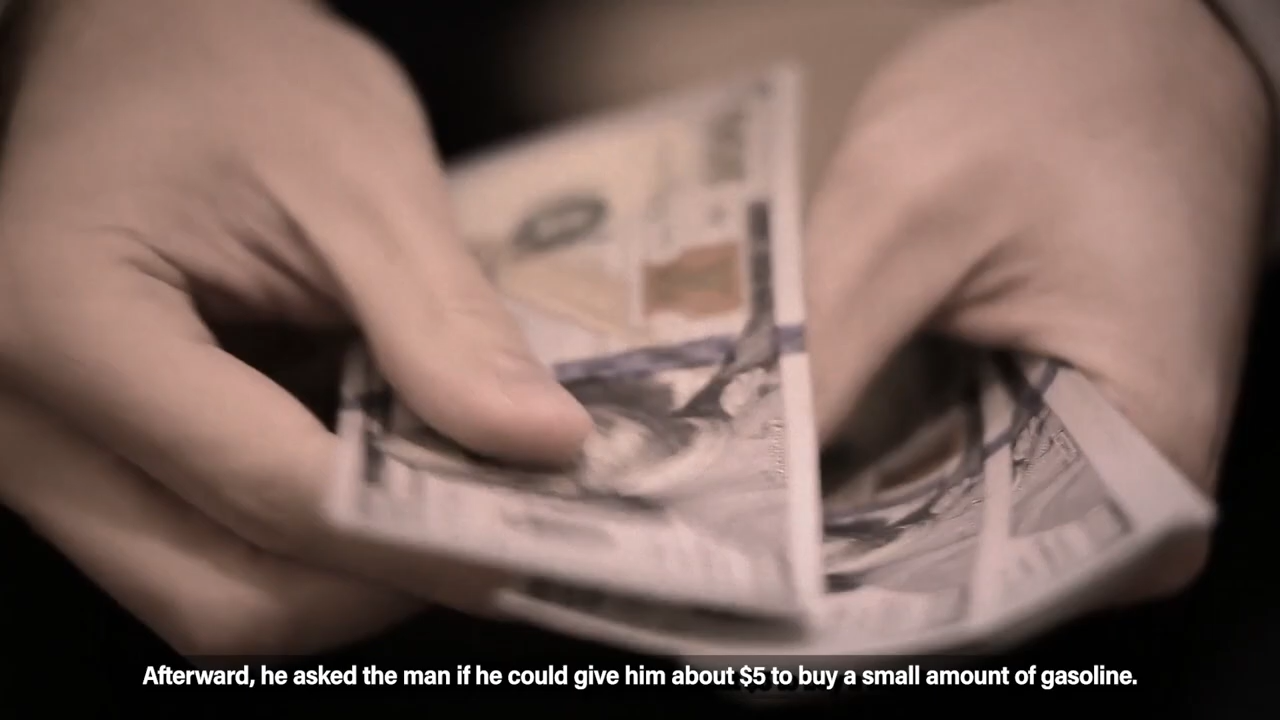 Afterward, he asked the man if he could give him about $5 to buy a small amount of gasoline.